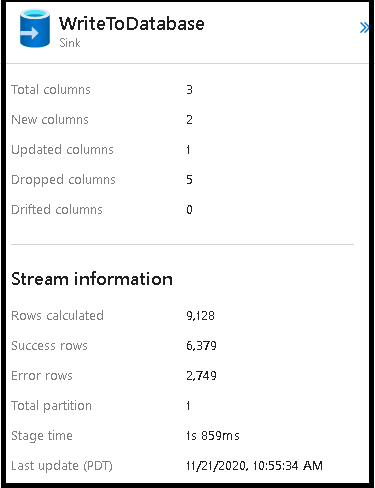 WriteToDatabase
Sink
Total columns 3
New columns 2
Updated columns 1
Dropped columns 5
Drifted columns 0
Stream information
Rows calculated 9,128
Success rows 6,379
Error rows 2,749
Total partition 1
Stage time 1s 859ms
Last update (PDT) 11/21/2020, 10:55:34 AM